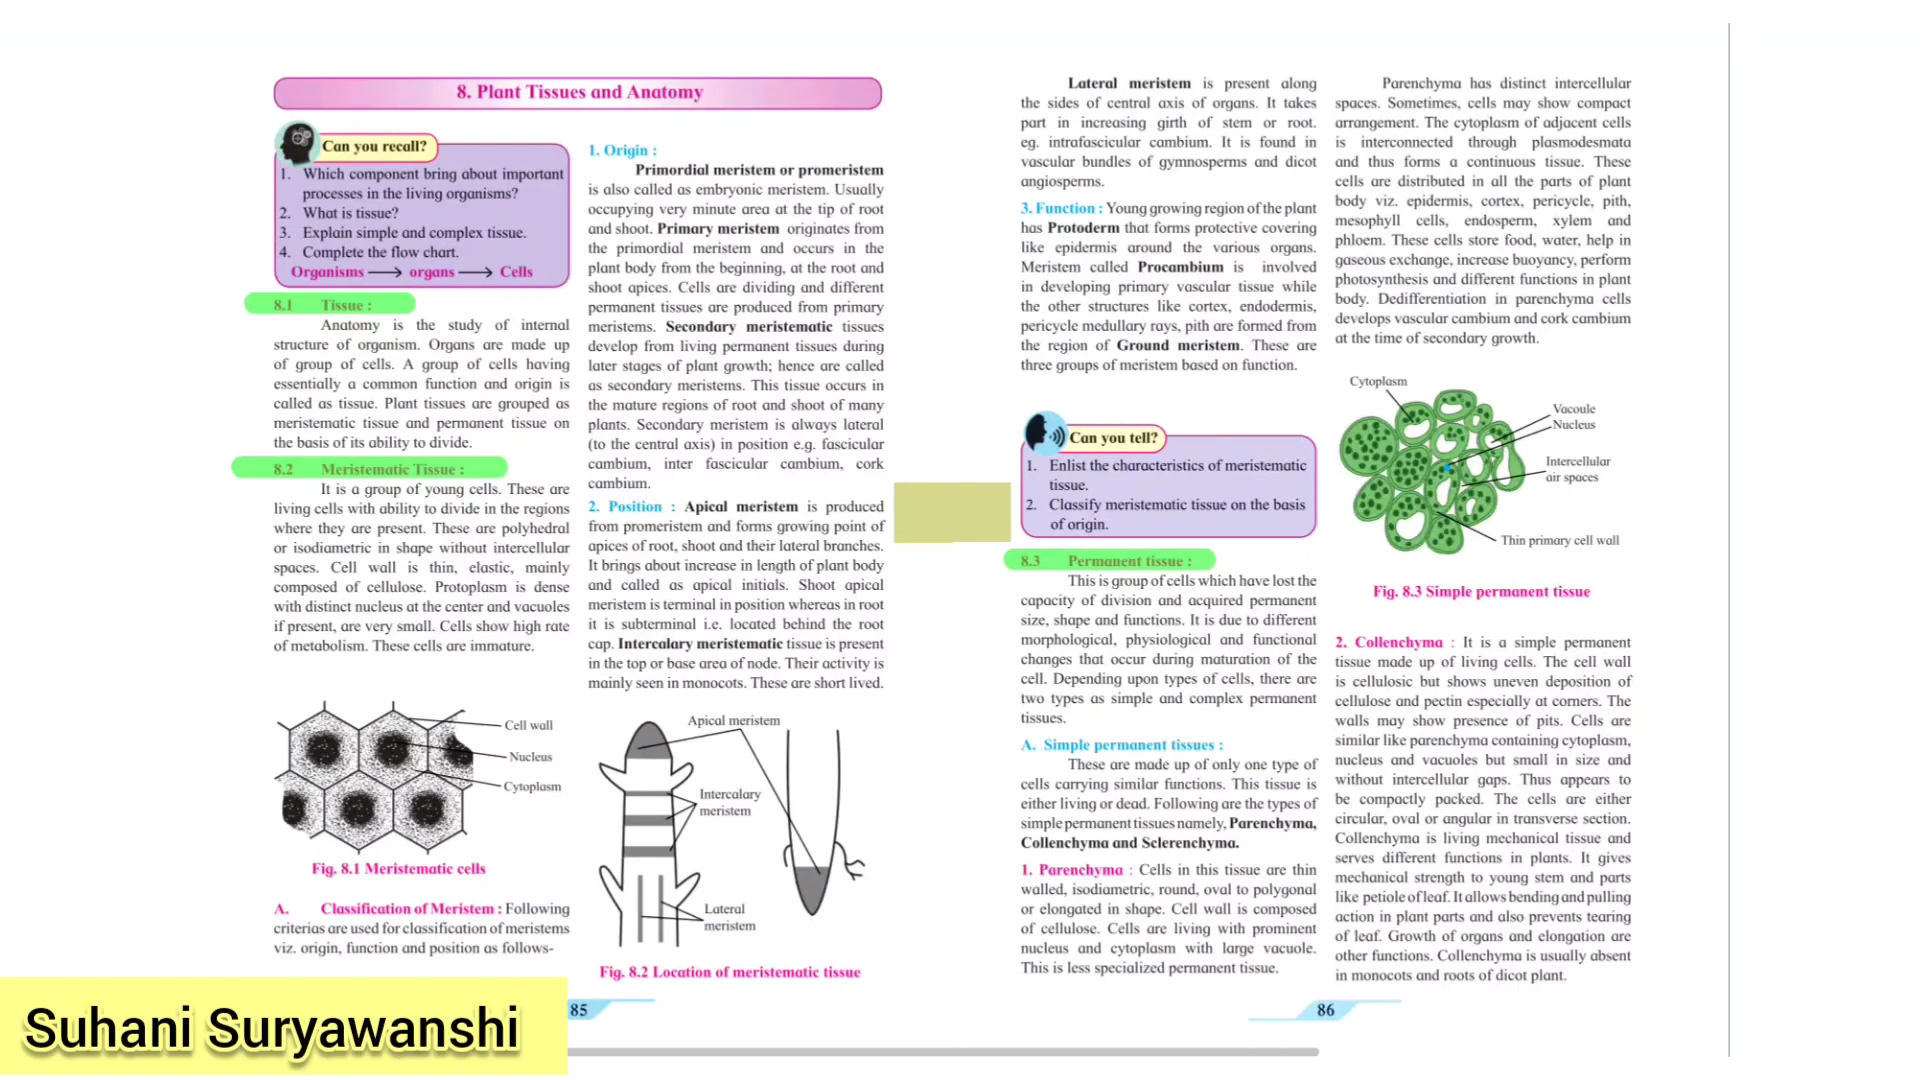 8. Plant Tissues and Anatomy
Can you recall?
1. Which component bring about important
processes in the living organisms?
2. What is tissue?
3. Explain simple and complex tissue.
4. Complete the flow chart.
Organisms → organs → Cells
8.1 Tissue :
Anatomy is the study of internal
structure of organism. Organs are made up
of group of cells. A group of cells having
essentially a common function and origin is
called as tissue. Plant tissues are grouped as
meristematic tissue and permanent tissue on
the basis of its ability to divide.
8.2 Meristematic Tissue :
It is a group of young cells. These are
living cells with ability to divide in the regions
where they are present. These are polyhedral
or isodiametric in shape without intercellular
spaces. Cell wall is thin, elastic, mainly
composed of cellulose. Protoplasm is dense
with distinct nucleus at the center and vacuoles
if present, are very small. Cells show high rate
of metabolism. These cells are immature.
Cell wall
Nucleus
Cytoplasm
Fig. 8.1 Meristematic cells
A. Classification of Meristem : Following
criterias are used for classification of meristems
viz. origin, function and position as follows-
1. Origin :
Primordial meristem or promeristem
is also called as embryonic meristem. Usually
occupying very minute area at the tip of root
and shoot. Primary meristem originates from
the primordial meristem and occurs in the
plant body from the beginning, at the root and
shoot apices. Cells are dividing and different
permanent tissues are produced from primary
meristems. Secondary meristematic tissues
develop from living permanent tissues during
later stages of plant growth; hence are called
as secondary meristems. This tissue occurs in
the mature regions of root and shoot of many
plants. Secondary meristem is always lateral
(to the central axis) in position e.g. fascicular
cambium, inter fascicular cambium, cork
cambium.
2. Position : Apical meristem is produced
from promeristem and forms growing point of
apices of root, shoot and their lateral branches.
It brings about increase in length of plant body
and called as apical initials. Shoot apical
meristem is terminal in position whereas in root
it is subterminal i.e. located behind the root
cap. Intercalary meristematic tissue is present
in the top or base area of node. Their activity is
mainly seen in monocots. These are short lived.
Apical meristem
Intercalary
meristem
Lateral
meristem
Fig. 8.2 Location of meristematic tissue
85
Lateral meristem is present along
the sides of central axis of organs. It takes
part in increasing girth of stem or root.
eg. intrafascicular cambium. It is found in
vascular bundles of gymnosperms and dicot
angiosperms.
3. Function : Young growing region of the plant
has Protoderm that forms protective covering
like epidermis around the various organs.
Meristem called Procambium is involved
in developing primary vascular tissue while
the other structures like cortex, endodermis,
pericycle medullary rays, pith are formed from
the region of Ground meristem. These are
three groups of meristem based on function.
Can you tell?
1. Enlist the characteristics of meristematic
tissue.
2. Classify meristematic tissue on the basis
of origin.
8.3 Permanent tissue :
This is group of cells which have lost the
capacity of division and acquired permanent
size, shape and functions. It is due to different
morphological, physiological and functional
changes that occur during maturation of the
cell. Depending upon types of cells, there are
two types as simple and complex permanent
tissues.
A. Simple permanent tissues :
These are made up of only one type of
cells carrying similar functions. This tissue is
either living or dead. Following are the types of
simple permanent tissues namely, Parenchyma,
Collenchyma and Sclerenchyma.
1. Parenchyma : Cells in this tissue are thin
walled, isodiametric, round, oval to polygonal
or elongated in shape. Cell wall is composed
of cellulose. Cells are living with prominent
nucleus and cytoplasm with large vacuole.
This is less specialized permanent tissue.
Parenchyma has distinct intercellular
spaces. Sometimes, cells may show compact
arrangement. The cytoplasm of adjacent cells
is interconnected through plasmodesmata
and thus forms a continuous tissue. These
cells are distributed in all the parts of plant
body viz. epidermis, cortex, pericycle, pith,
mesophyll cells, endosperm, xylem and
phloem. These cells store food, water, help in
gaseous exchange, increase buoyancy, perform
photosynthesis and different functions in plant
body. Dedifferentiation in parenchyma cells
develops vascular cambium and cork cambium
at the time of secondary growth.
Cytoplasm
Vacoule
Nucleus
Intercellular
air spaces
Thin primary cell wall
Fig. 8.3 Simple permanent tissue
2. Collenchyma : It is a simple permanent
tissue made up of living cells. The cell wall
is cellulosic but shows uneven deposition of
cellulose and pectin especially at corners. The
walls may show presence of pits. Cells are
similar like parenchyma containing cytoplasm,
nucleus and vacuoles but small in size and
without intercellular gaps. Thus appears to
be compactly packed. The cells are either
circular, oval or angular in transverse section.
Collenchyma is living mechanical tissue and
serves different functions in plants. It gives
mechanical strength to young stem and parts
like petiole of leaf. It allows bending and pulling
action in plant parts and also prevents tearing
of leaf. Growth of organs and elongation are
other functions. Collenchyma is usually absent
in monocots and roots of dicot plant.
86
Suhani Suryawanshi